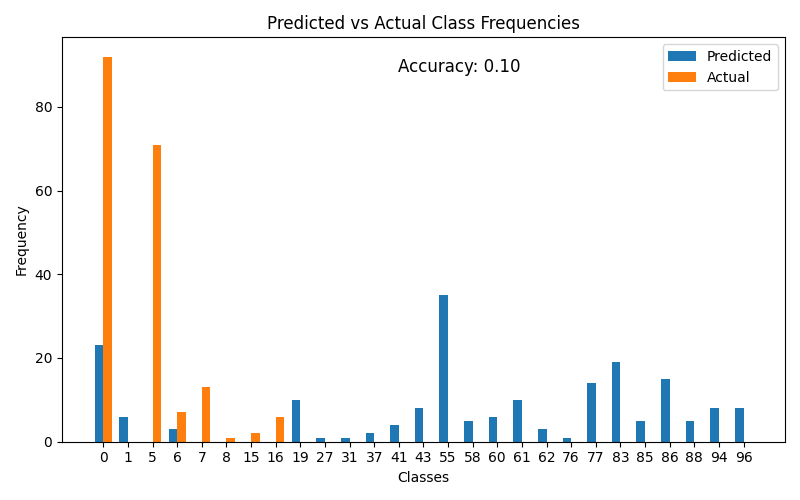 Predicted vs Actual Class Frequencies
Accuracy: 0.10
Predicted
Actual
Frequency
80
60
40
20
0
0 1 5 6 7 8 15 16 19 27 31 37 41 43 55 58 60 61 62 76 77 83 85 86 88 94 96
Classes